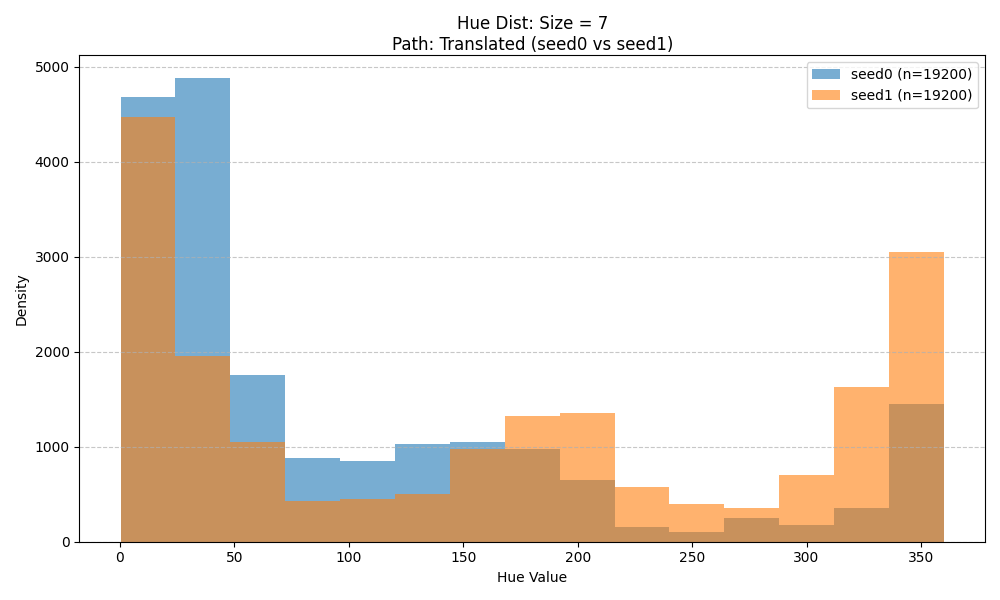 Hue Dist: Size = 7
Path: Translated (seed0 vs seed1)
seed0 (n=19200)
seed1 (n=19200)
Density
5000
4000
3000
2000
1000
0
0
50
100
150
200
250
300
350
Hue Value